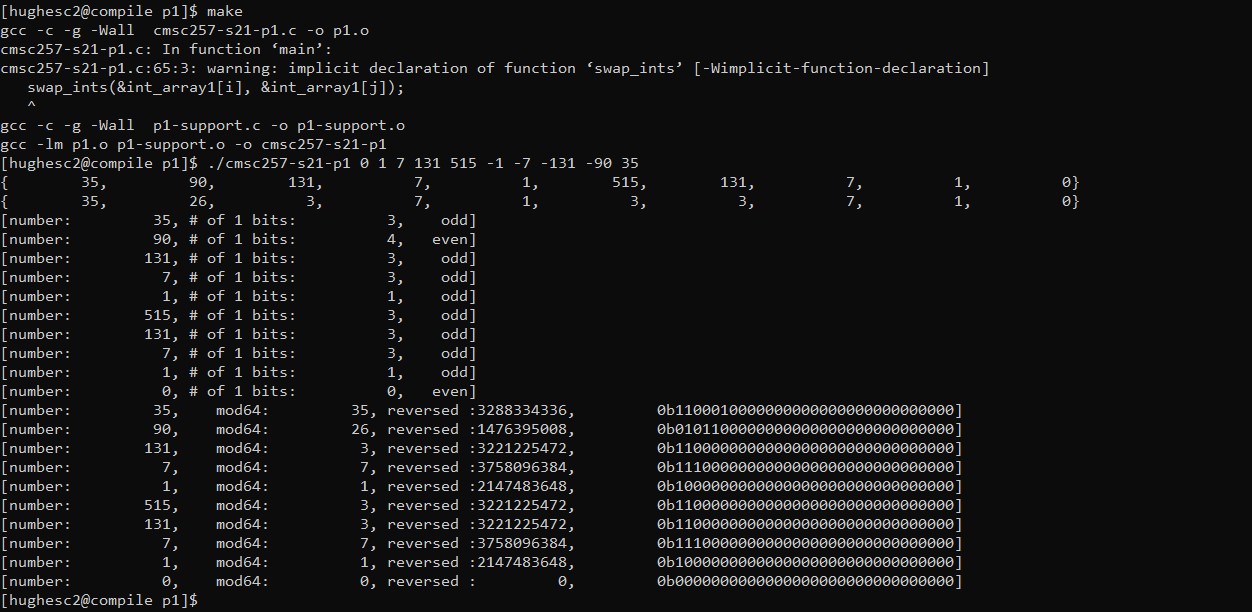 [hughesc2@compile p1]$ make
gcc -c -g -Wall  cmsc257-s21-p1.c -o p1.o
cmsc257-s21-p1.c: In function ‘main’:
cmsc257-s21-p1.c:65:3: warning: implicit declaration of function ‘swap_ints’ [-Wimplicit-function-declaration]
   swap_ints(&int_array1[i], &int_array1[j]);
   ^
gcc -c -g -Wall  p1-support.c -o p1-support.o
gcc -lm p1.o p1-support.o -o cmsc257-s21-p1
[hughesc2@compile p1]$ ./cmsc257-s21-p1 0 1 7 131 515 -1 -7 -131 -90 35
{        35,         90,        131,          7,          1,        515,        131,          7,          1,          0}
{        35,         26,          3,          7,          1,          3,          3,          7,          1,          0}
[number:         35, # of 1 bits:          3,    odd]
[number:         90, # of 1 bits:          4,   even]
[number:        131, # of 1 bits:          3,    odd]
[number:          7, # of 1 bits:          3,    odd]
[number:          1, # of 1 bits:          1,    odd]
[number:        515, # of 1 bits:          3,    odd]
[number:        131, # of 1 bits:          3,    odd]
[number:          7, # of 1 bits:          3,    odd]
[number:          1, # of 1 bits:          1,    odd]
[number:          0, # of 1 bits:          0,   even]
[number:         35,    mod64:         35, reversed :3288334336,         0b11000100000000000000000000000000]
[number:         90,    mod64:         26, reversed :1476395008,         0b01011000000000000000000000000000]
[number:        131,    mod64:          3, reversed :3221225472,         0b11000000000000000000000000000000]
[number:          7,    mod64:          7, reversed :3758096384,         0b11100000000000000000000000000000]
[number:          1,    mod64:          1, reversed :2147483648,         0b10000000000000000000000000000000]
[number:        515,    mod64:          3, reversed :3221225472,         0b11000000000000000000000000000000]
[number:        131,    mod64:          3, reversed :3221225472,         0b11000000000000000000000000000000]
[number:          7,    mod64:          7, reversed :3758096384,         0b11100000000000000000000000000000]
[number:          1,    mod64:          1, reversed :2147483648,         0b10000000000000000000000000000000]
[number:          0,    mod64:          0, reversed :         0,         0b00000000000000000000000000000000]
[hughesc2@compile p1]$